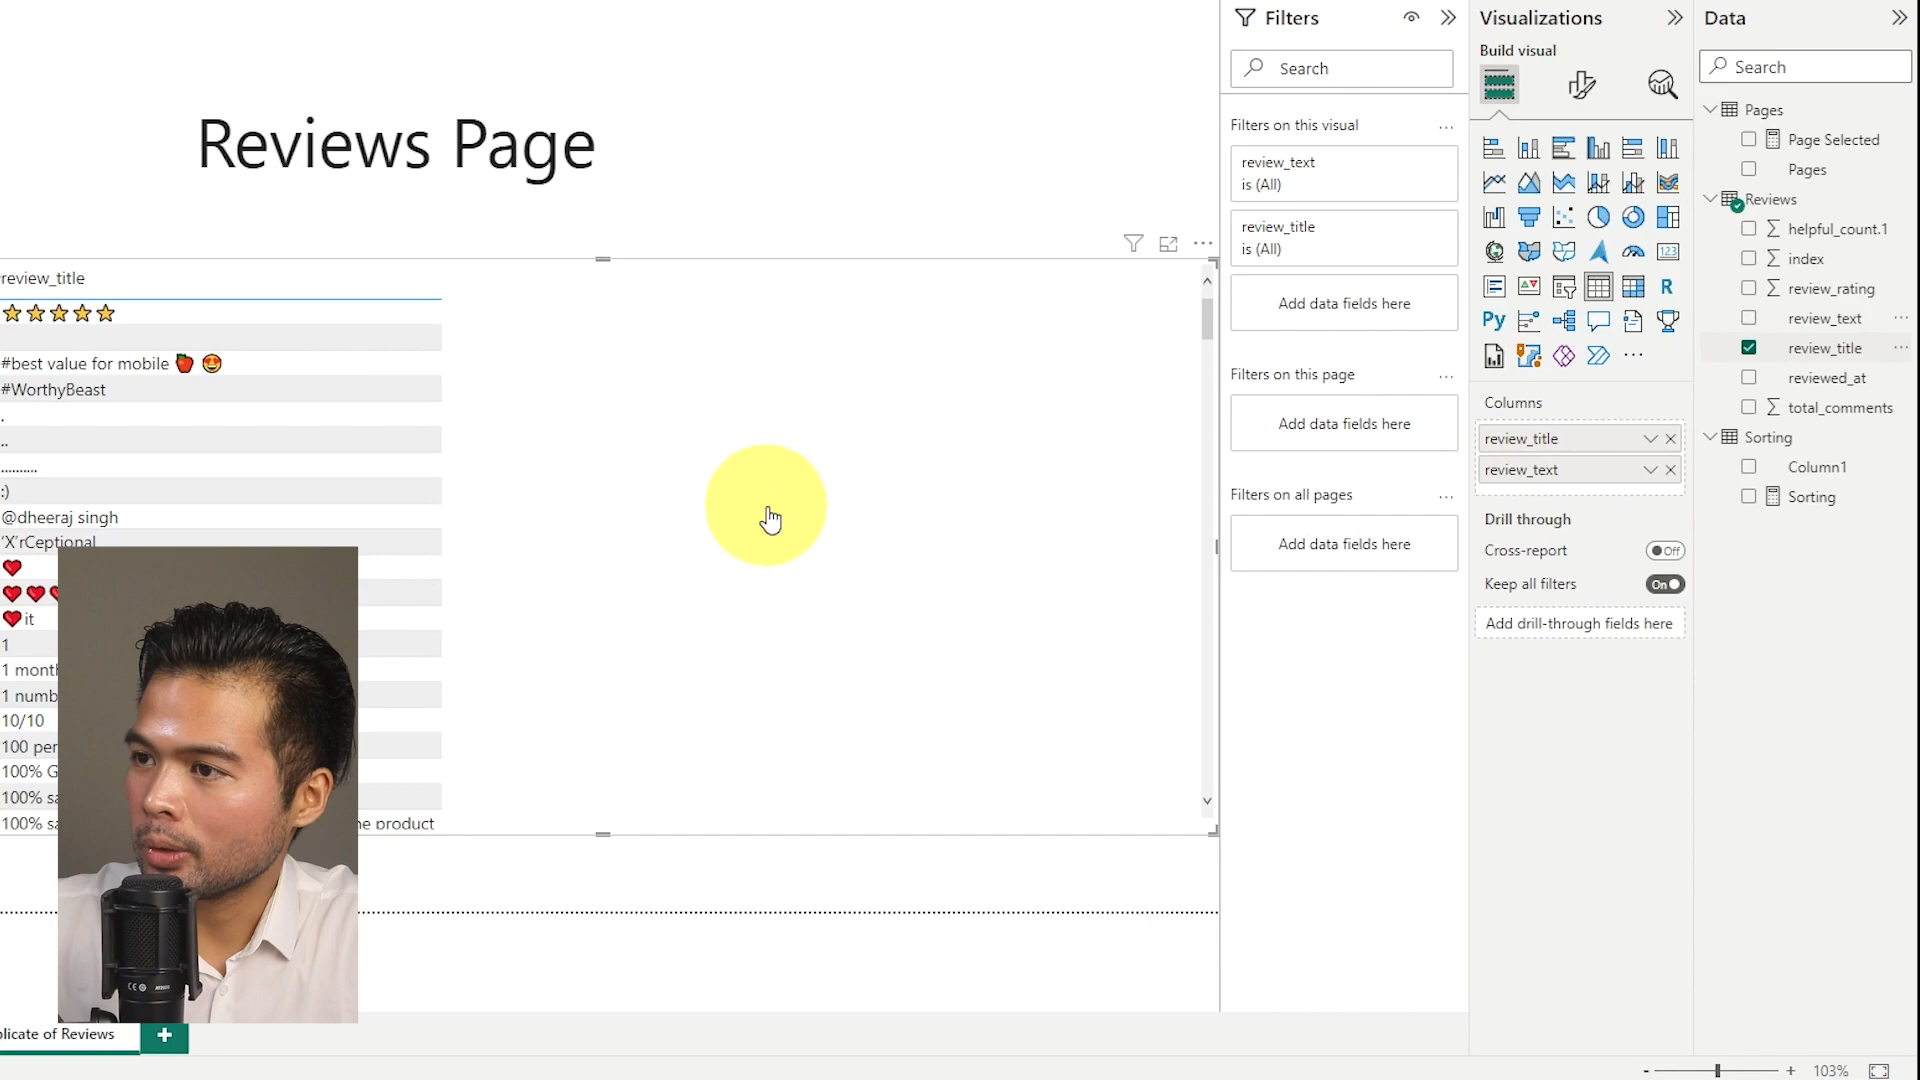 Reviews Page
review_title
#best value for mobile
#WorthyBeast
.
..
..........
:)
@dheeraj singh
'X'rCeptional
it
1
1 mont
1 numb
10/10
100 per
100% G
100% sa
100% sa
ne product
plicate of Reviews
+
Filters
Search
Filters on this visual
...
review_text
is (All)
review_title
is (All)
Add data fields here
Filters on this page
...
Add data fields here
Filters on all pages
...
Add data fields here
Visualizations
Build visual
123
R
Py
...
Columns
review_title
review_text
Drill through
Cross-report
Off
Keep all filters
On
Add drill-through fields here
Data
Search
Pages
Page Selected
Pages
Reviews
helpful_count.1
index
review_rating
review_text
...
review_title
...
reviewed_at
total_comments
Sorting
Column1
Sorting
- + 103%